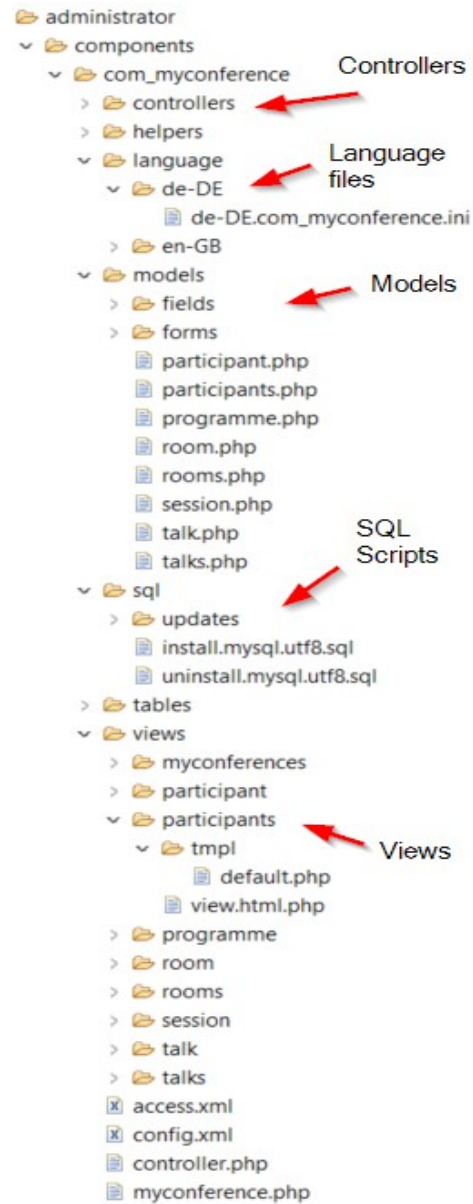 administrator
components
com_myconference
Controllers
controllers
helpers
language
Language
files
de-DE
de-DE.com_myconference.ini
en-GB
models
Models
fields
forms
participant.php
participants.php
programme.php
room.php
rooms.php
session.php
talk.php
talks.php
SQL
Scripts
sql
updates
install.mysql.utf8.sql
uninstall.mysql.utf8.sql
tables
views
myconferences
participant
participants
Views
tmpl
default.php
view.html.php
programme
room
rooms
session
talk
talks
access.xml
config.xml
controller.php
myconference.php